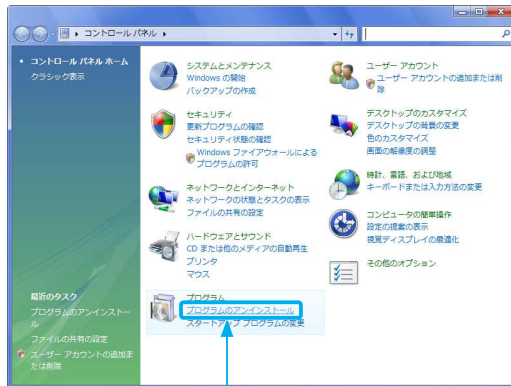 コントロール パネル
コントロール パネル ホーム
クラシック表示
システムとメンテナンス
Windows の開始
バックアップの作成
セキュリティ
更新プログラムの確認
セキュリティ状態の確認
Windows ファイアウォールによる
プログラムの許可
ネットワークとインターネット
ネットワークの状態とタスクの表示
ファイルの共有の設定
ハードウェアとサウンド
CD または他のメディアの自動再生
プリンタ
マウス
プログラム
プログラムのアンインストール
スタートアップ プログラムの変更
ユーザー アカウント
ユーザー アカウントの追加または削
除
デスクトップのカスタマイズ
デスクトップの背景の変更
色のカスタマイズ
画面の解像度の調整
時計、言語、および地域
キーボードまたは入力方法の変更
コンピュータの簡単操作
設定の提案の表示
視覚ディスプレイの最適化
その他のオプション
最近のタスク
プログラムのアンインストー
ル
ファイルの共有の設定
ユーザー アカウントの追加ま
たは削除